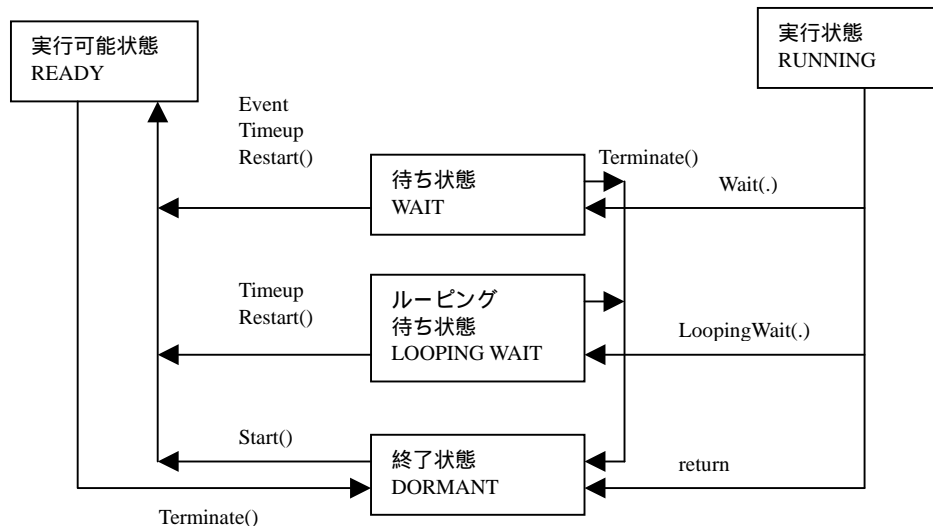 実行可能状態
READY
実行状態
RUNNING
Event
Timeup
Restart()
待ち状態
WAIT
Terminate()
Wait(.)
Timeup
Restart()
ルーピング
待ち状態
LOOPING WAIT
LoopingWait(.)
Start()
終了状態
DORMANT
return
Terminate()